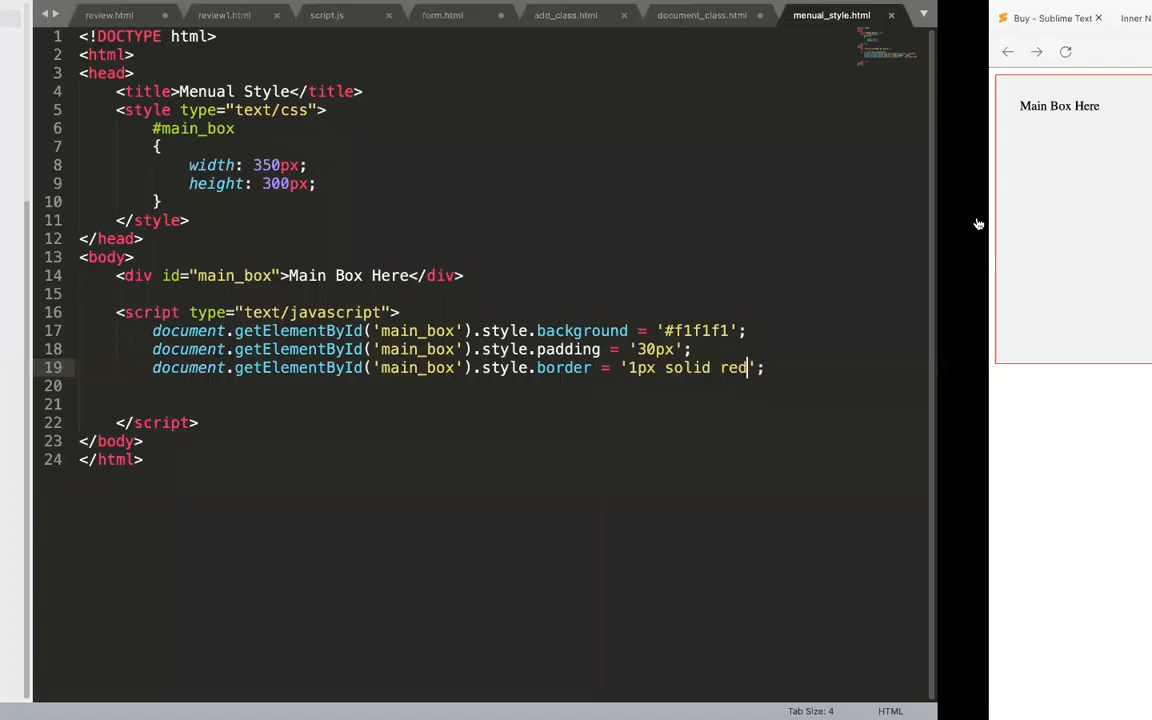 review.html review1.html script.js form.html add_class.html document_class.html menual_style.html
1 <!DOCTYPE html>
2 <html>
3 <head>
4 <title>Menual Style</title>
5 <style type="text/css">
6 #main_box
7 {
8 width: 350px;
9 height: 300px;
10 }
11 </style>
12 </head>
13 <body>
14 <div id="main_box">Main Box Here</div>
15
16 <script type="text/javascript">
17 document.getElementById('main_box').style.background = '#f1f1f1';
18 document.getElementById('main_box').style.padding = '30px';
19 document.getElementById('main_box').style.border = '1px solid red';
20
21
22 </script>
23 </body>
24 </html>
Tab Size: 4 HTML
Buy - Sublime Text Inner N
Main Box Here